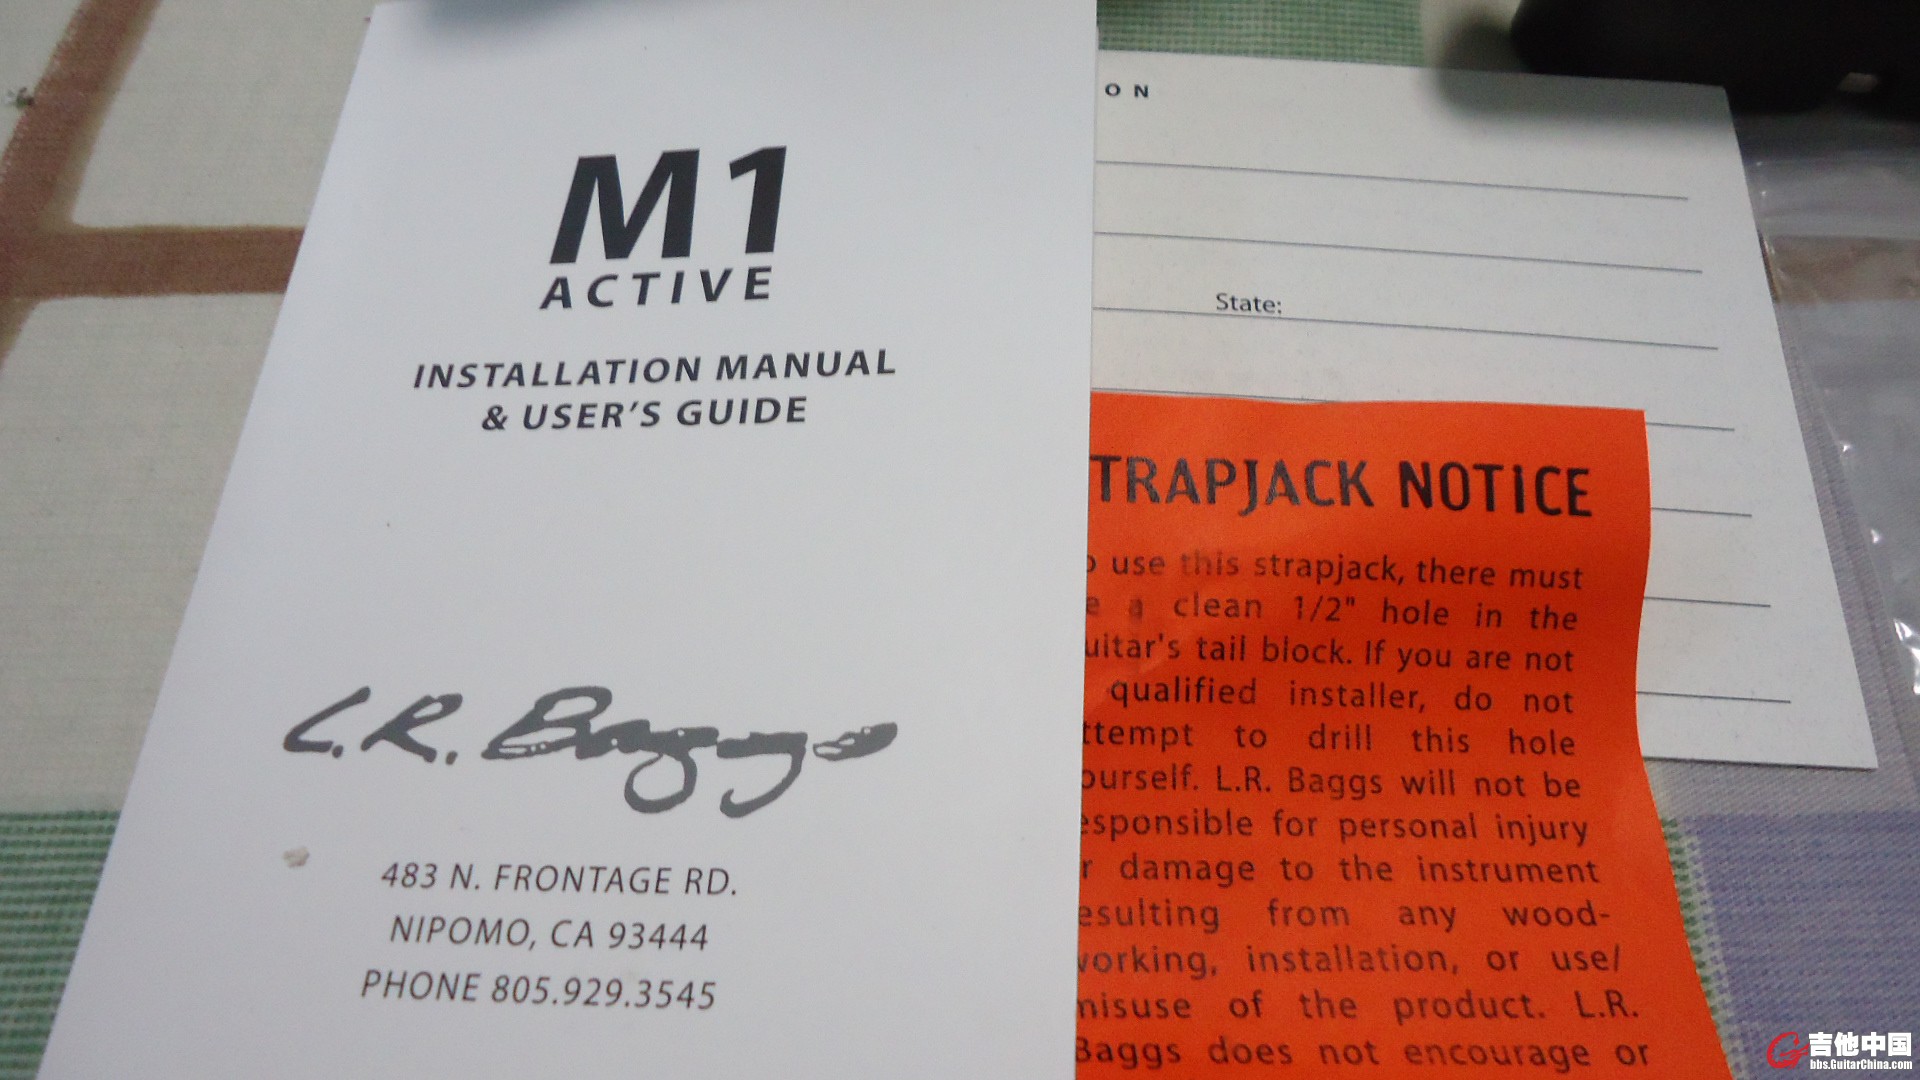 M1
ACTIVE
INSTALLATION MANUAL
& USER'S GUIDE
L.R. Baggs
483 N. FRONTAGE RD.
NIPOMO, CA 93444
PHONE 805.929.3545
ON
State:
TRAPJACK NOTICE
use this strapjack, there must
a clean 1/2" hole in the
uitar's tail block. If you are not
qualified installer, do not
ttempt to drill this hole
ourself. L.R. Baggs will not be
esponsible for personal injury
r damage to the instrument
esulting from any wood-
orking, installation, or use/
misuse of the product. L.R.
Baggs does not encourage or
吉他中国
bbs.GuitarChina.com